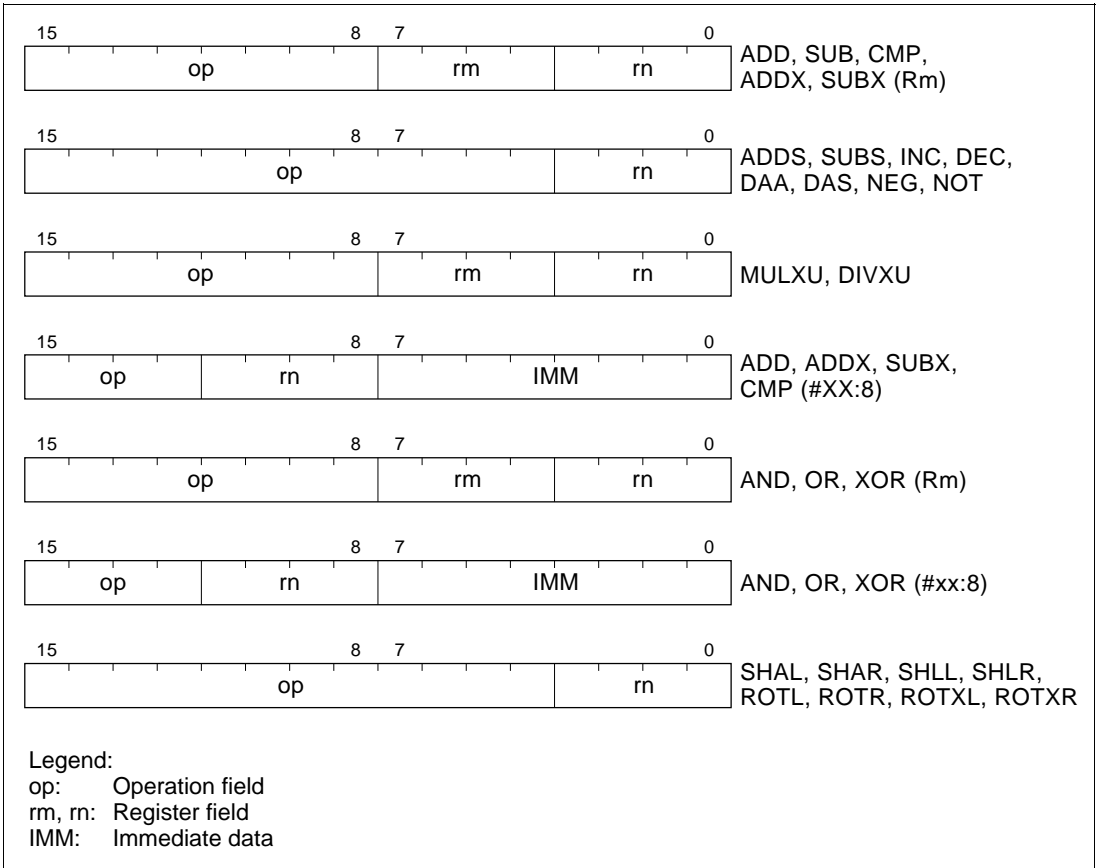 15 8 7 0
op rm rn
ADD, SUB, CMP,
ADDX, SUBX (Rm)
15 8 7 0
op rn
ADDS, SUBS, INC, DEC,
DAA, DAS, NEG, NOT
15 8 7 0
op rm rn
MULXU, DIVXU
15 8 7 0
op rn IMM
ADD, ADDX, SUBX,
CMP (#XX:8)
15 8 7 0
op rm rn
AND, OR, XOR (Rm)
15 8 7 0
op rn IMM
AND, OR, XOR (#xx:8)
15 8 7 0
op rn
SHAL, SHAR, SHLL, SHLR,
ROTL, ROTR, ROTXL, ROTXR
Legend:
op: Operation field
rm, rn: Register field
IMM: Immediate data